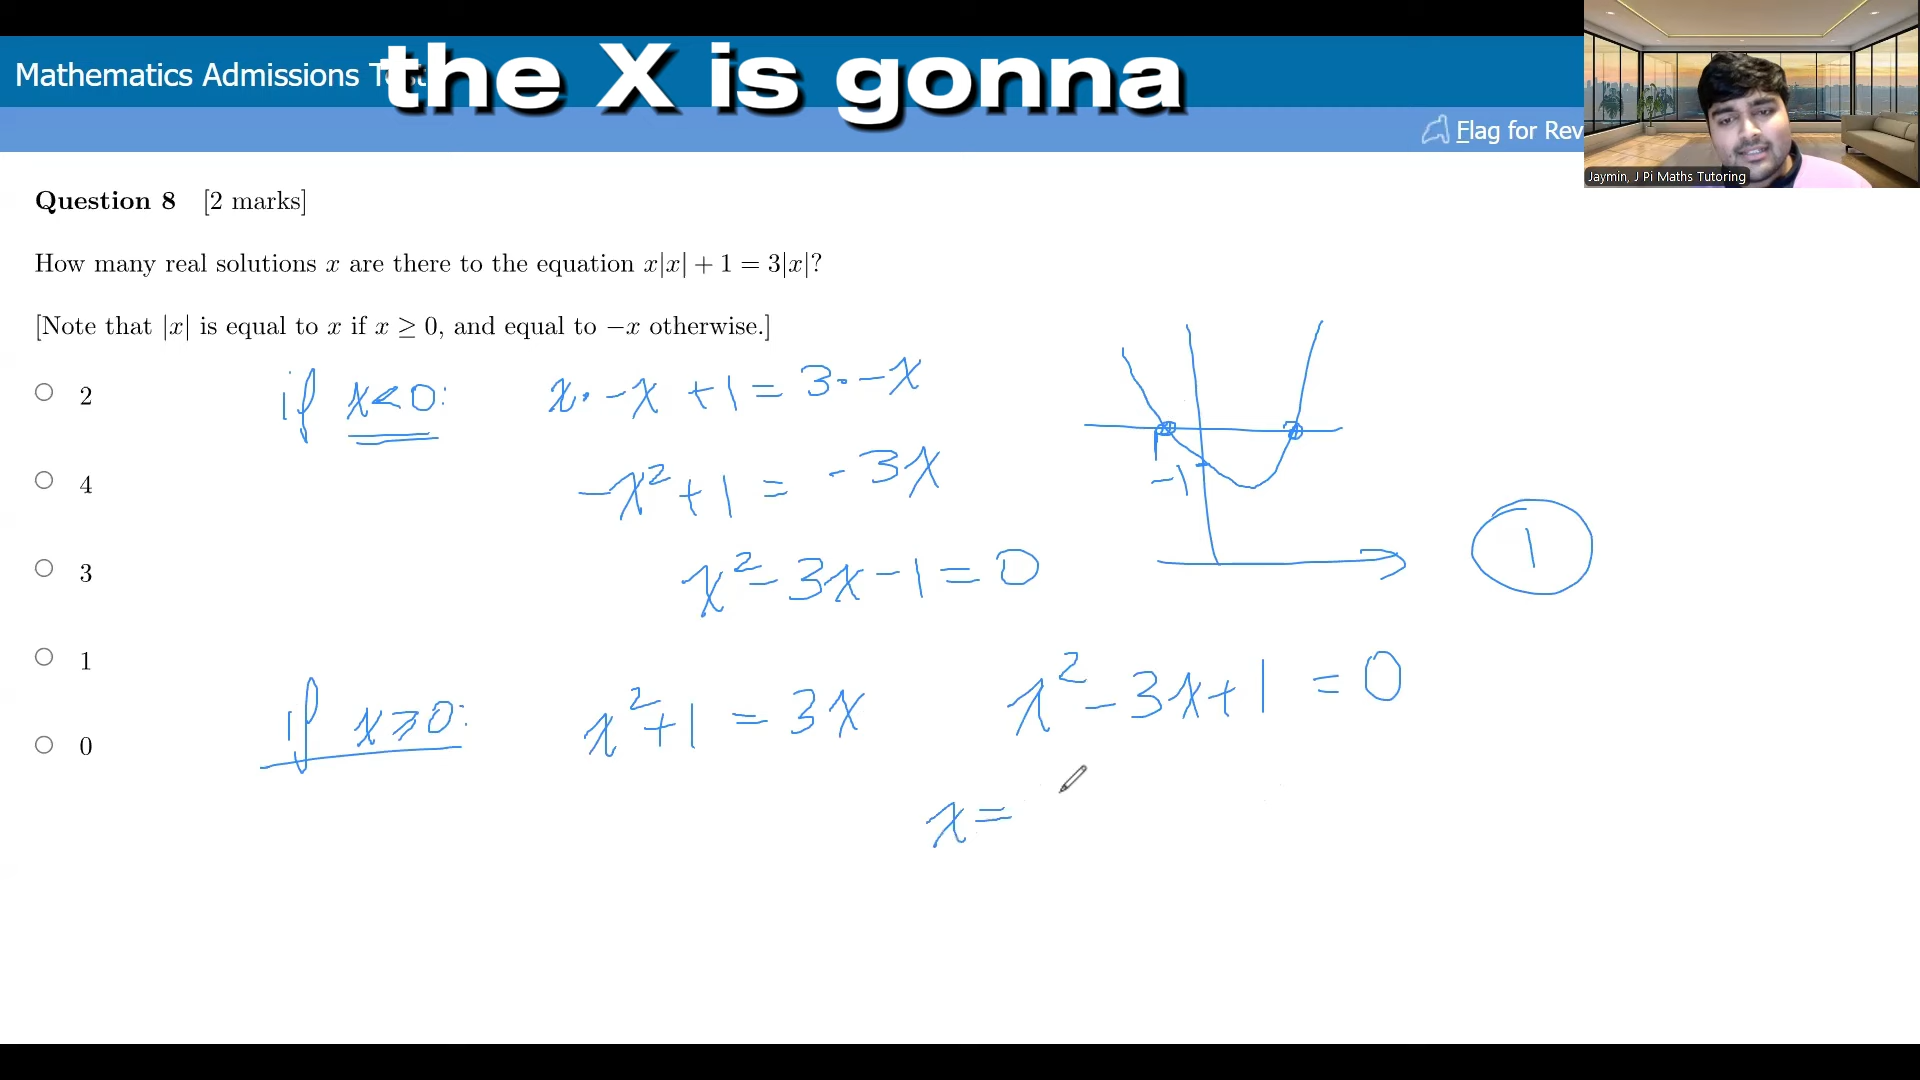 the X is gonna
Mathematics Admissions
Flag for Rev
Jaymin, J Pi Maths Tutoring
Question 8 [2 marks]
How many real solutions x are there to the equation x|x| + 1 = 3|x|?
[Note that |x| is equal to x if x ≥ 0, and equal to −x otherwise.]
2
4
3
1
0
if x<0: x·-x +1 = 3·-x
-x²+1 = -3x
x²-3x-1=0
-1
1
if x≥0: x²+1 = 3x x²-3x+1 = 0
x=